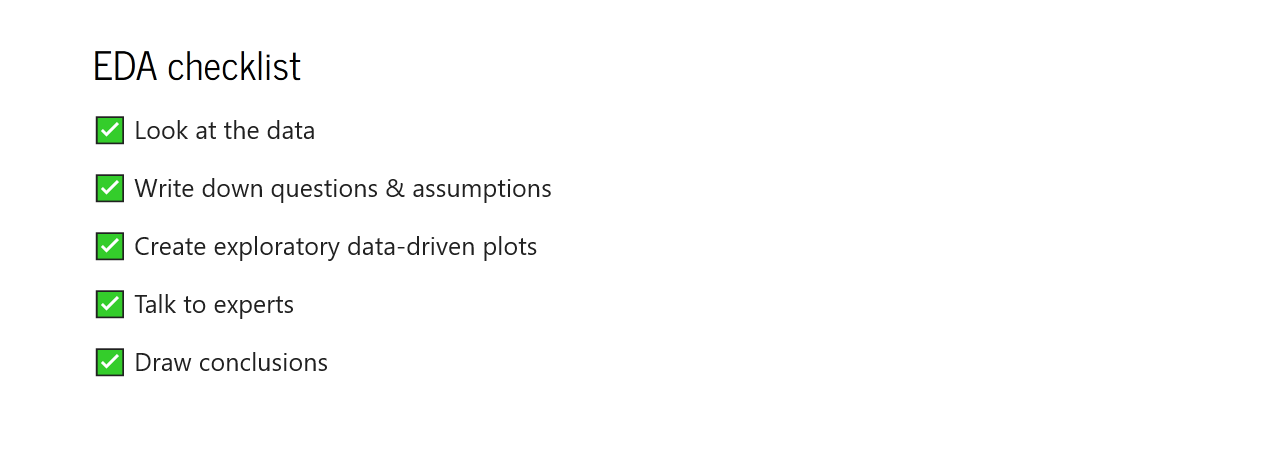 EDA checklist
Look at the data
Write down questions & assumptions
Create exploratory data-driven plots
Talk to experts
Draw conclusions